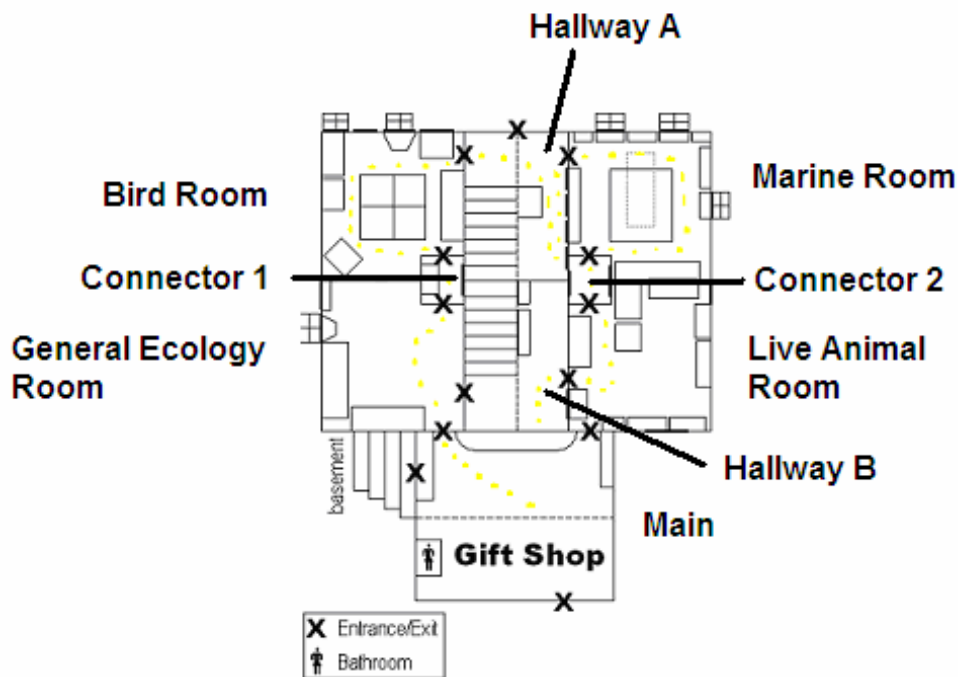 Hallway A
Bird Room
Marine Room
Connector 1
Connector 2
General Ecology
Room
Live Animal
Room
Hallway B
basement
Main
Gift Shop
X Entrance/Exit
Bathroom